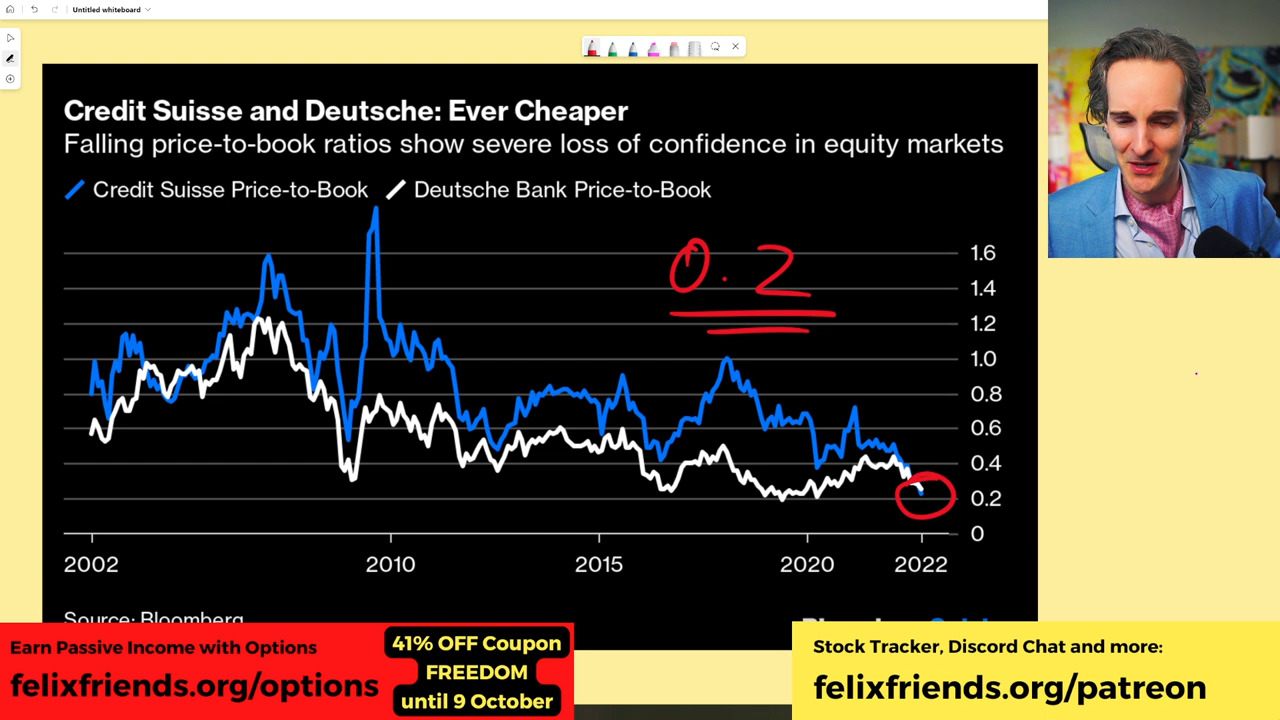 Untitled whiteboard
Credit Suisse and Deutsche: Ever Cheaper
Falling price-to-book ratios show severe loss of confidence in equity markets
Credit Suisse Price-to-Book Deutsche Bank Price-to-Book
0.2
1.6
1.4
1.2
1.0
0.8
0.6
0.4
0.2
0
2002 2010 2015 2020 2022
Source: Bloomberg
Earn Passive Income with Options
felixfriends.org/options
41% OFF Coupon
FREEDOM
until 9 October
Stock Tracker, Discord Chat and more:
felixfriends.org/patreon